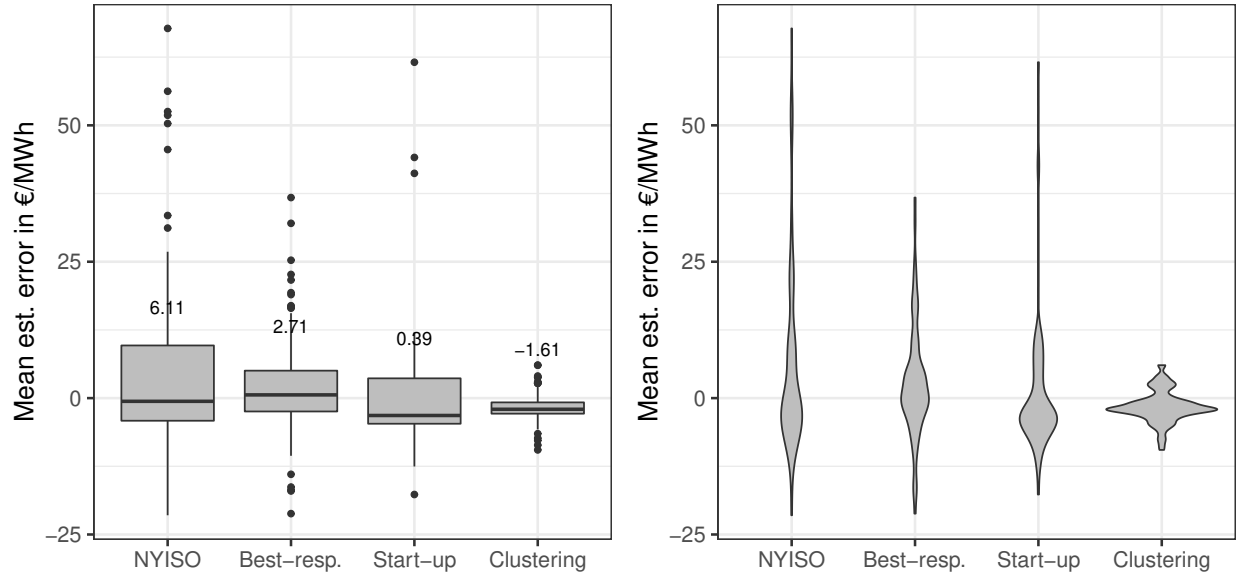 Mean est. error in €/MWh
50
25
0
−25
6.11
2.71
0.39
−1.61
NYISO
Best−resp.
Start−up
Clustering
Mean est. error in €/MWh
50
25
0
−25
NYISO
Best−resp.
Start−up
Clustering